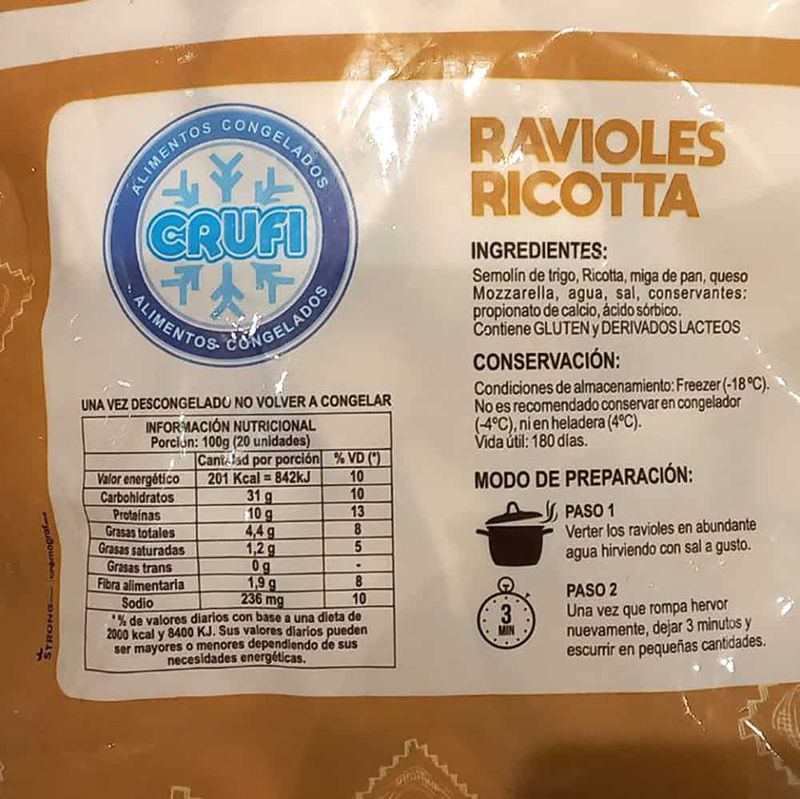 ALIMENTOS CONGELADOS
CRUFI
ALIMENTOS CONGELADOS
UNA VEZ DESCONGELADO NO VOLVER A CONGELAR
INFORMACIÓN NUTRICIONAL
Porción: 100g (20 unidades)
Cantidad por porción % VD (*)
Valor energético 201 Kcal = 842kJ 10
Carbohidratos 31 g 10
Proteínas 10 g 13
Grasas totales 4,4 g 8
Grasas saturadas 1,2 g 5
Grasas trans 0 g -
Fibra alimentaria 1,9 g 8
Sodio 236 mg 10
*% de valores diarios con base a una dieta de
2000 kcal y 8400 KJ. Sus valores diarios pueden
ser mayores o menores dependiendo de sus
necesidades energéticas.
STRONG
RAVIOLES
RICOTTA
INGREDIENTES:
Semolín de trigo, Ricotta, miga de pan, queso
Mozzarella, agua, sal, conservantes:
propionato de calcio, ácido sórbico.
Contiene GLUTEN y DERIVADOS LACTEOS
CONSERVACIÓN:
Condiciones de almacenamiento: Freezer (-18ºC).
No es recomendado conservar en congelador
(-4ºC), ni en heladera (4ºC).
Vida útil: 180 días.
MODO DE PREPARACIÓN:
PASO 1
Verter los ravioles en abundante
agua hirviendo con sal a gusto.
3
MIN
PASO 2
Una vez que rompa hervor
nuevamente, dejar 3 minutos y
escurrir en pequeñas cantidades.